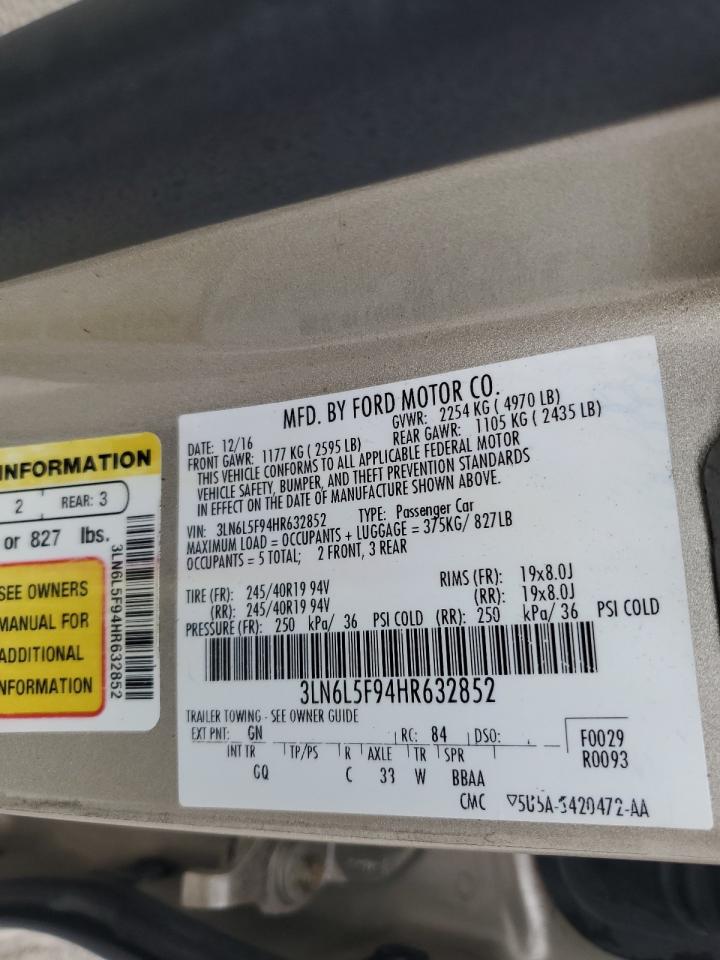 INFORMATION
2 REAR: 3
or 827 lbs.
SEE OWNERS
MANUAL FOR
ADDITIONAL
INFORMATION
3LN6L5F94HR632852
MFD. BY FORD MOTOR CO.
DATE: 12/16 GVWR: 2254 KG ( 4970 LB)
FRONT GAWR: 1177 KG ( 2595 LB) REAR GAWR: 1105 KG ( 2435 LB)
THIS VEHICLE CONFORMS TO ALL APPLICABLE FEDERAL MOTOR
VEHICLE SAFETY, BUMPER, AND THEFT PREVENTION STANDARDS
IN EFFECT ON THE DATE OF MANUFACTURE SHOWN ABOVE.
VIN: 3LN6L5F94HR632852 TYPE: Passenger Car
MAXIMUM LOAD = OCCUPANTS + LUGGAGE = 375KG/ 827LB
OCCUPANTS = 5 TOTAL; 2 FRONT, 3 REAR
TIRE (FR): 245/40R19 94V RIMS (FR): 19x8.0J
(RR): 245/40R19 94V (RR): 19x8.0J
PRESSURE (FR): 250 kPa/ 36 PSI COLD (RR): 250 kPa/ 36 PSI COLD
3LN6L5F94HR632852
TRAILER TOWING - SEE OWNER GUIDE
EXT PNT: GN RC: 84 DSO: F0029
INT TR TP/PS R AXLE TR SPR R0093
GQ C 33 W BBAA
CMC ▽5U5A-5420472-AA